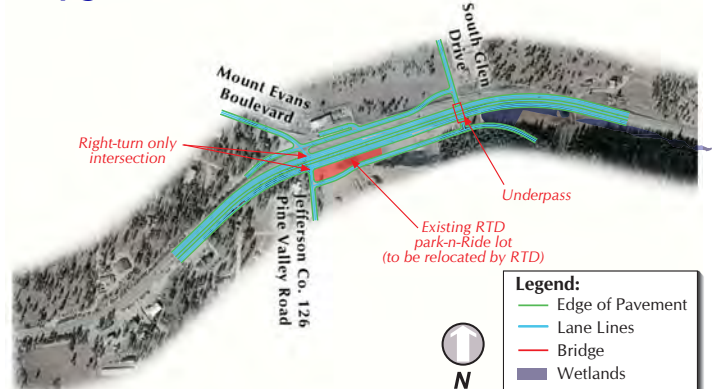 South Glen
Drive
Mount Evans
Boulevard
Right-turn only
intersection
Underpass
Jefferson Co. 126
Pine Valley Road
Existing RTD
park-n-Ride lot
(to be relocated by RTD)
N
Legend:
Edge of Pavement
Lane Lines
Bridge
Wetlands